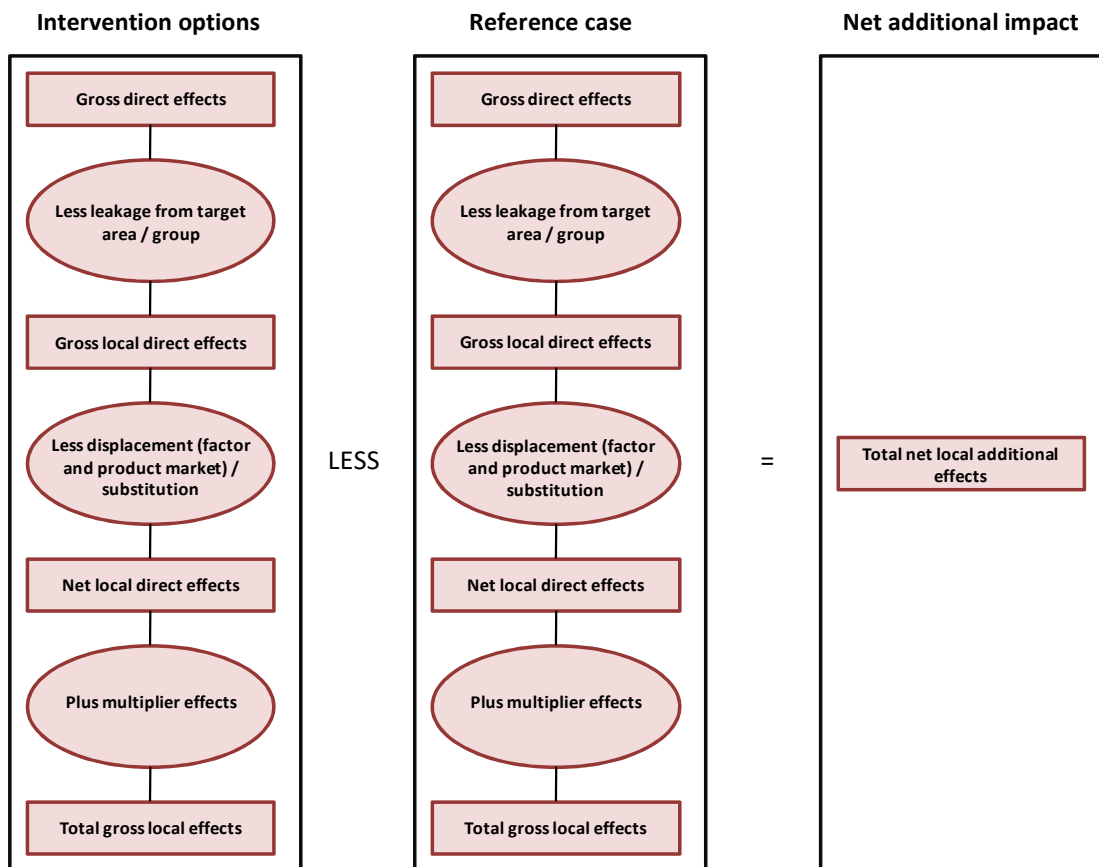 Intervention options
Gross direct effects
Less leakage from target
area / group
Gross local direct effects
Less displacement (factor
and product market) /
substitution
Net local direct effects
Plus multiplier effects
Total gross local effects
LESS
Reference case
Gross direct effects
Less leakage from target
area / group
Gross local direct effects
Less displacement (factor
and product market) /
substitution
Net local direct effects
Plus multiplier effects
Total gross local effects
=
Net additional impact
Total net local additional
effects